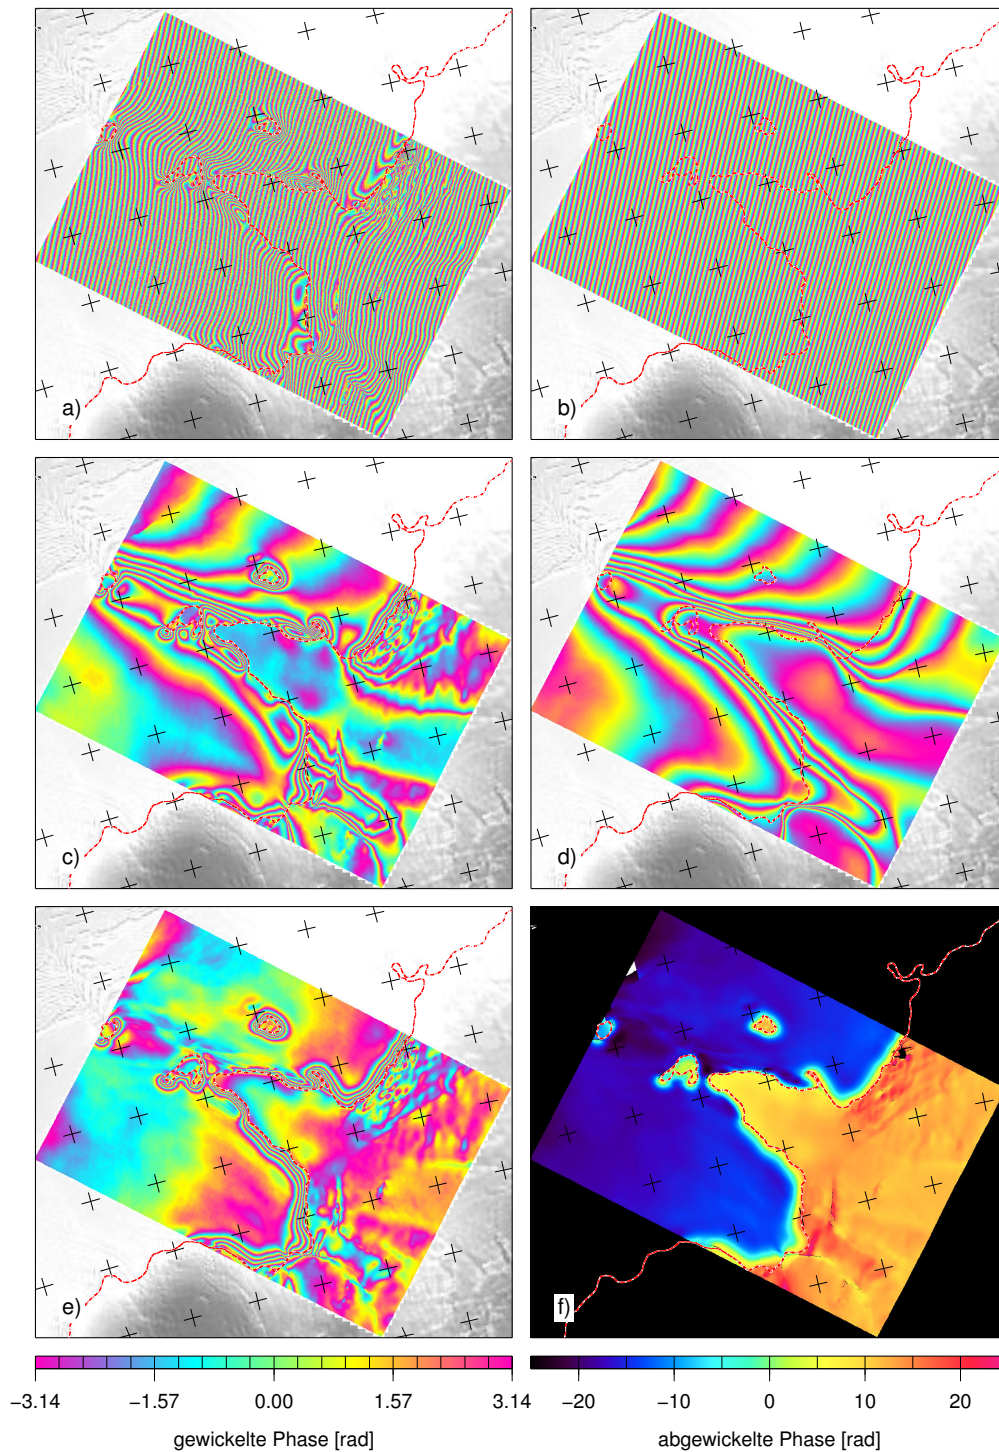 a)
b)
c)
d)
e)
f)
−3.14 −1.57 0.00 1.57 3.14
gewickelte Phase [rad]
−20 −10 0 10 20
abgewickelte Phase [rad]